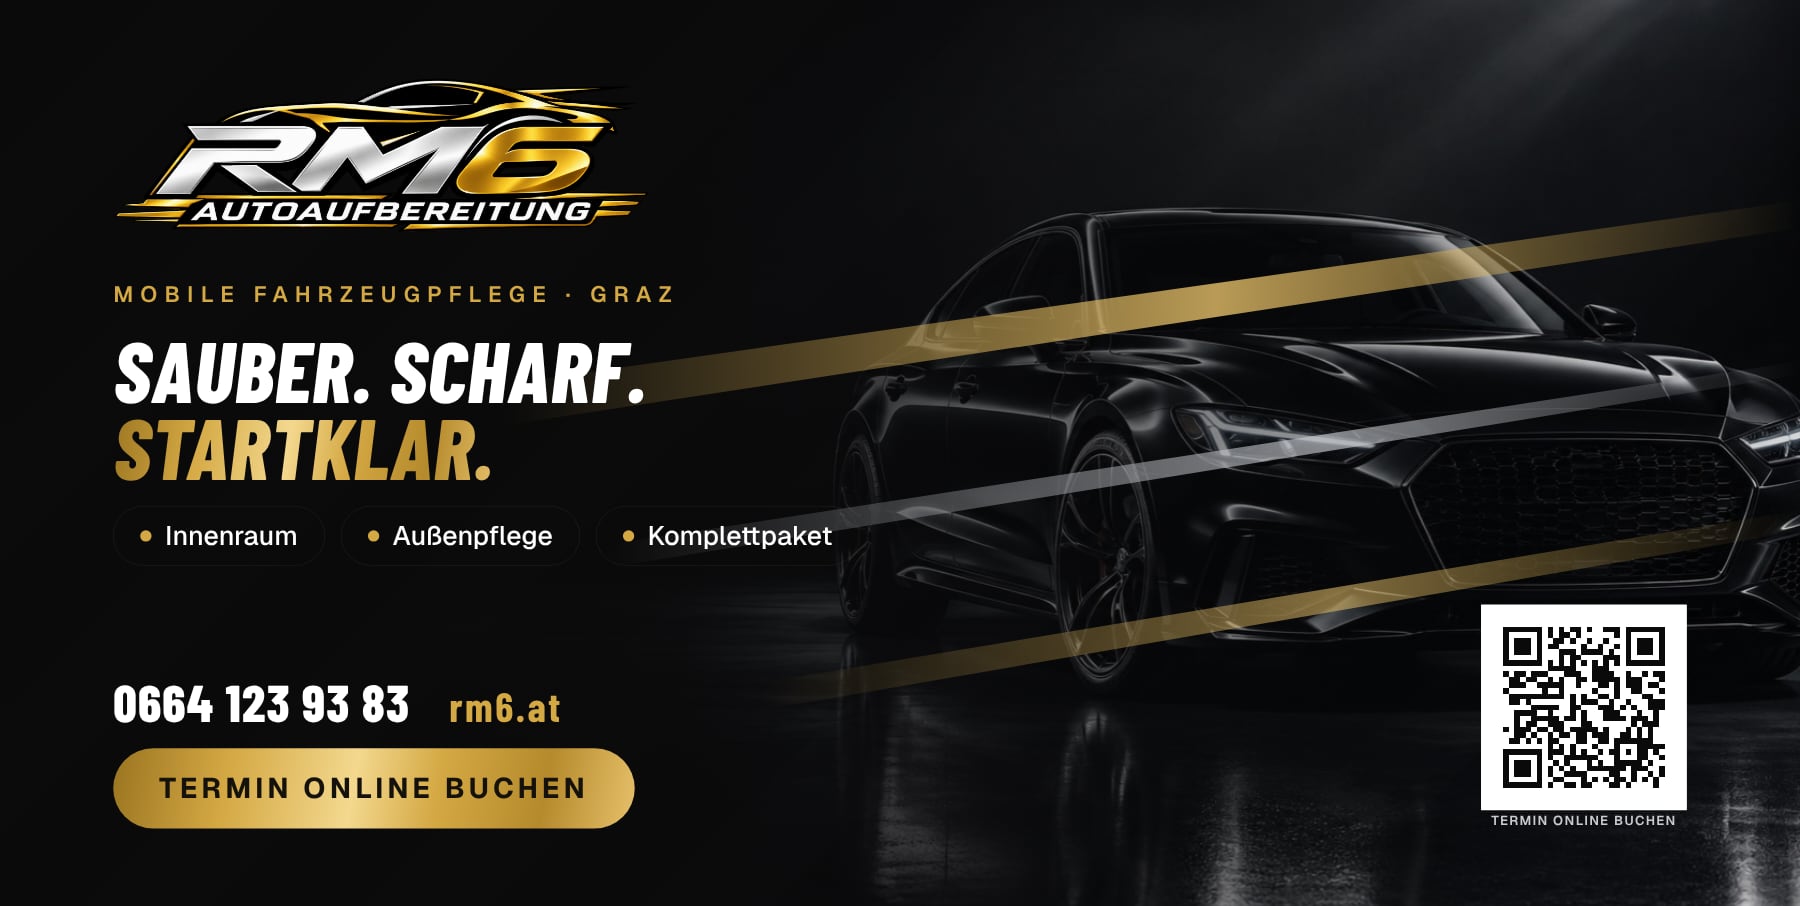 RM6
AUTOAUFBEREITUNG
MOBILE FAHRZEUGPFLEGE · GRAZ
SAUBER. SCHARF.
STARTKLAR.
Innenraum
Außenpflege
Komplettpaket
0664 123 93 83
rm6.at
TERMIN ONLINE BUCHEN
TERMIN ONLINE BUCHEN